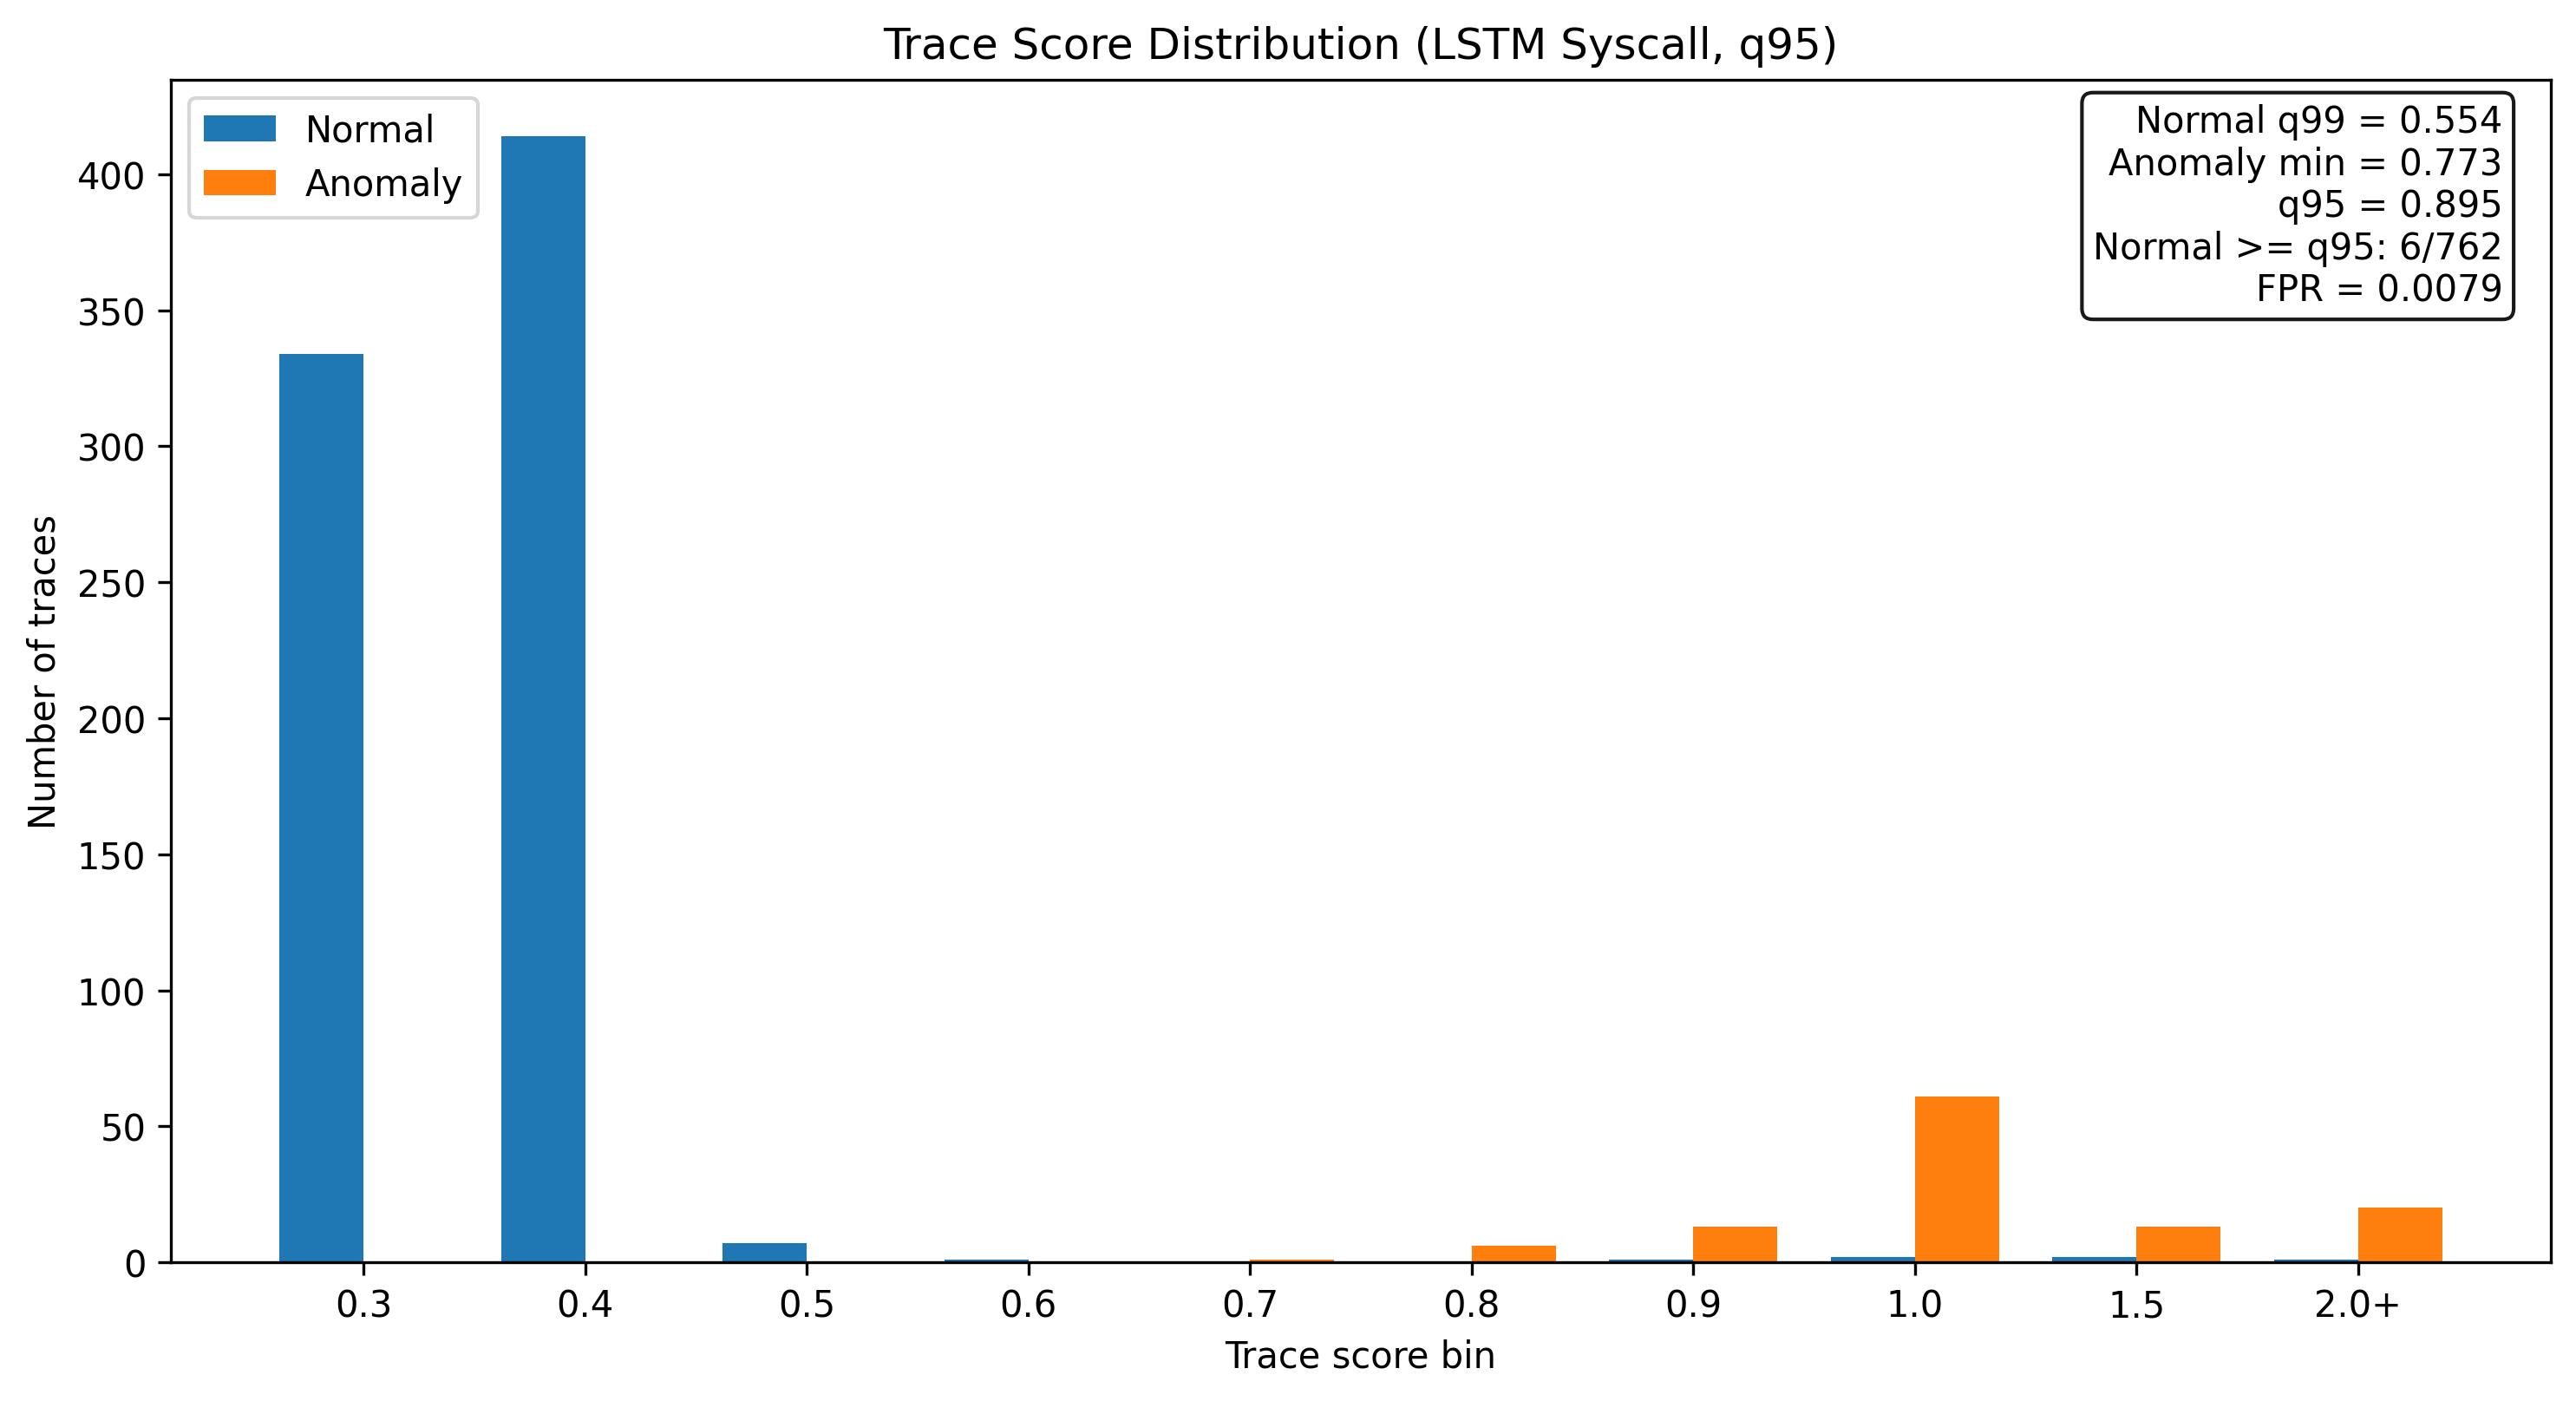 Trace Score Distribution (LSTM Syscall, q95)
Normal
Anomaly
Normal q99 = 0.554
Anomaly min = 0.773
q95 = 0.895
Normal >= q95: 6/762
FPR = 0.0079
Number of traces
400
350
300
250
200
150
100
50
0
0.3 0.4 0.5 0.6 0.7 0.8 0.9 1.0 1.5 2.0+
Trace score bin